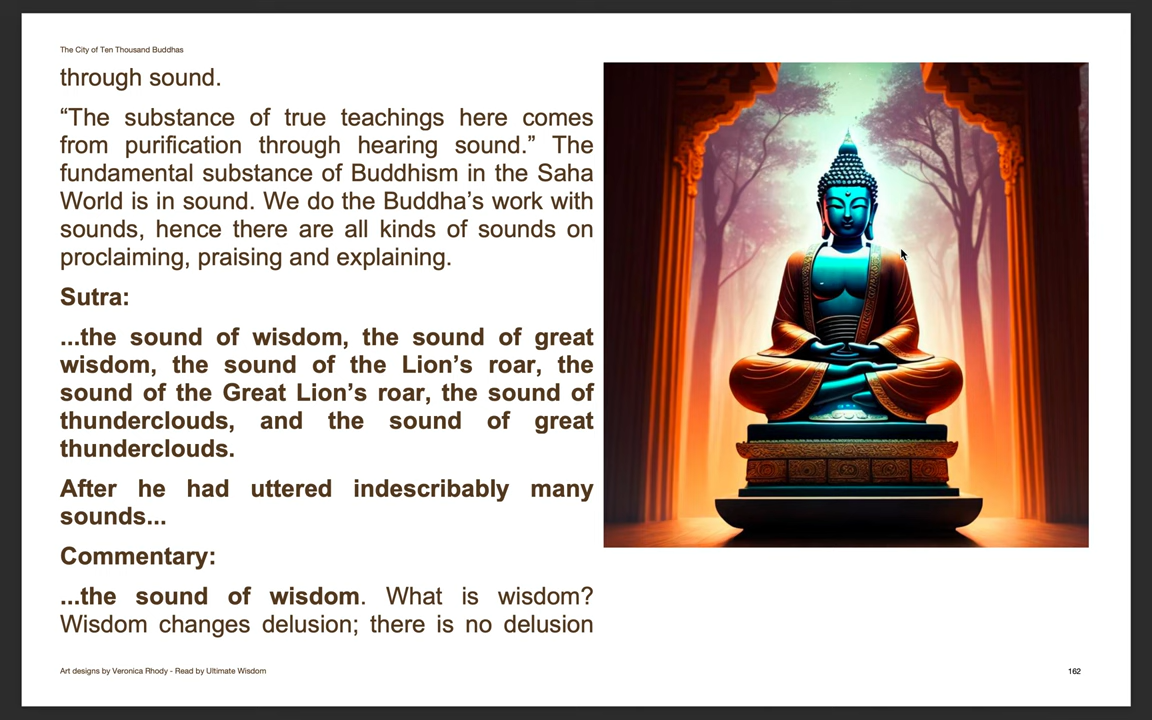 The City of Ten Thousand Buddhas
through sound.
“The substance of true teachings here comes
from purification through hearing sound.” The
fundamental substance of Buddhism in the Saha
World is in sound. We do the Buddha’s work with
sounds, hence there are all kinds of sounds on
proclaiming, praising and explaining.
Sutra:
...the sound of wisdom, the sound of great
wisdom, the sound of the Lion’s roar, the
sound of the Great Lion’s roar, the sound of
thunderclouds, and the sound of great
thunderclouds.
After he had uttered indescribably many
sounds...
Commentary:
...the sound of wisdom. What is wisdom?
Wisdom changes delusion; there is no delusion
Art designs by Veronica Rhody - Read by Ultimate Wisdom
162